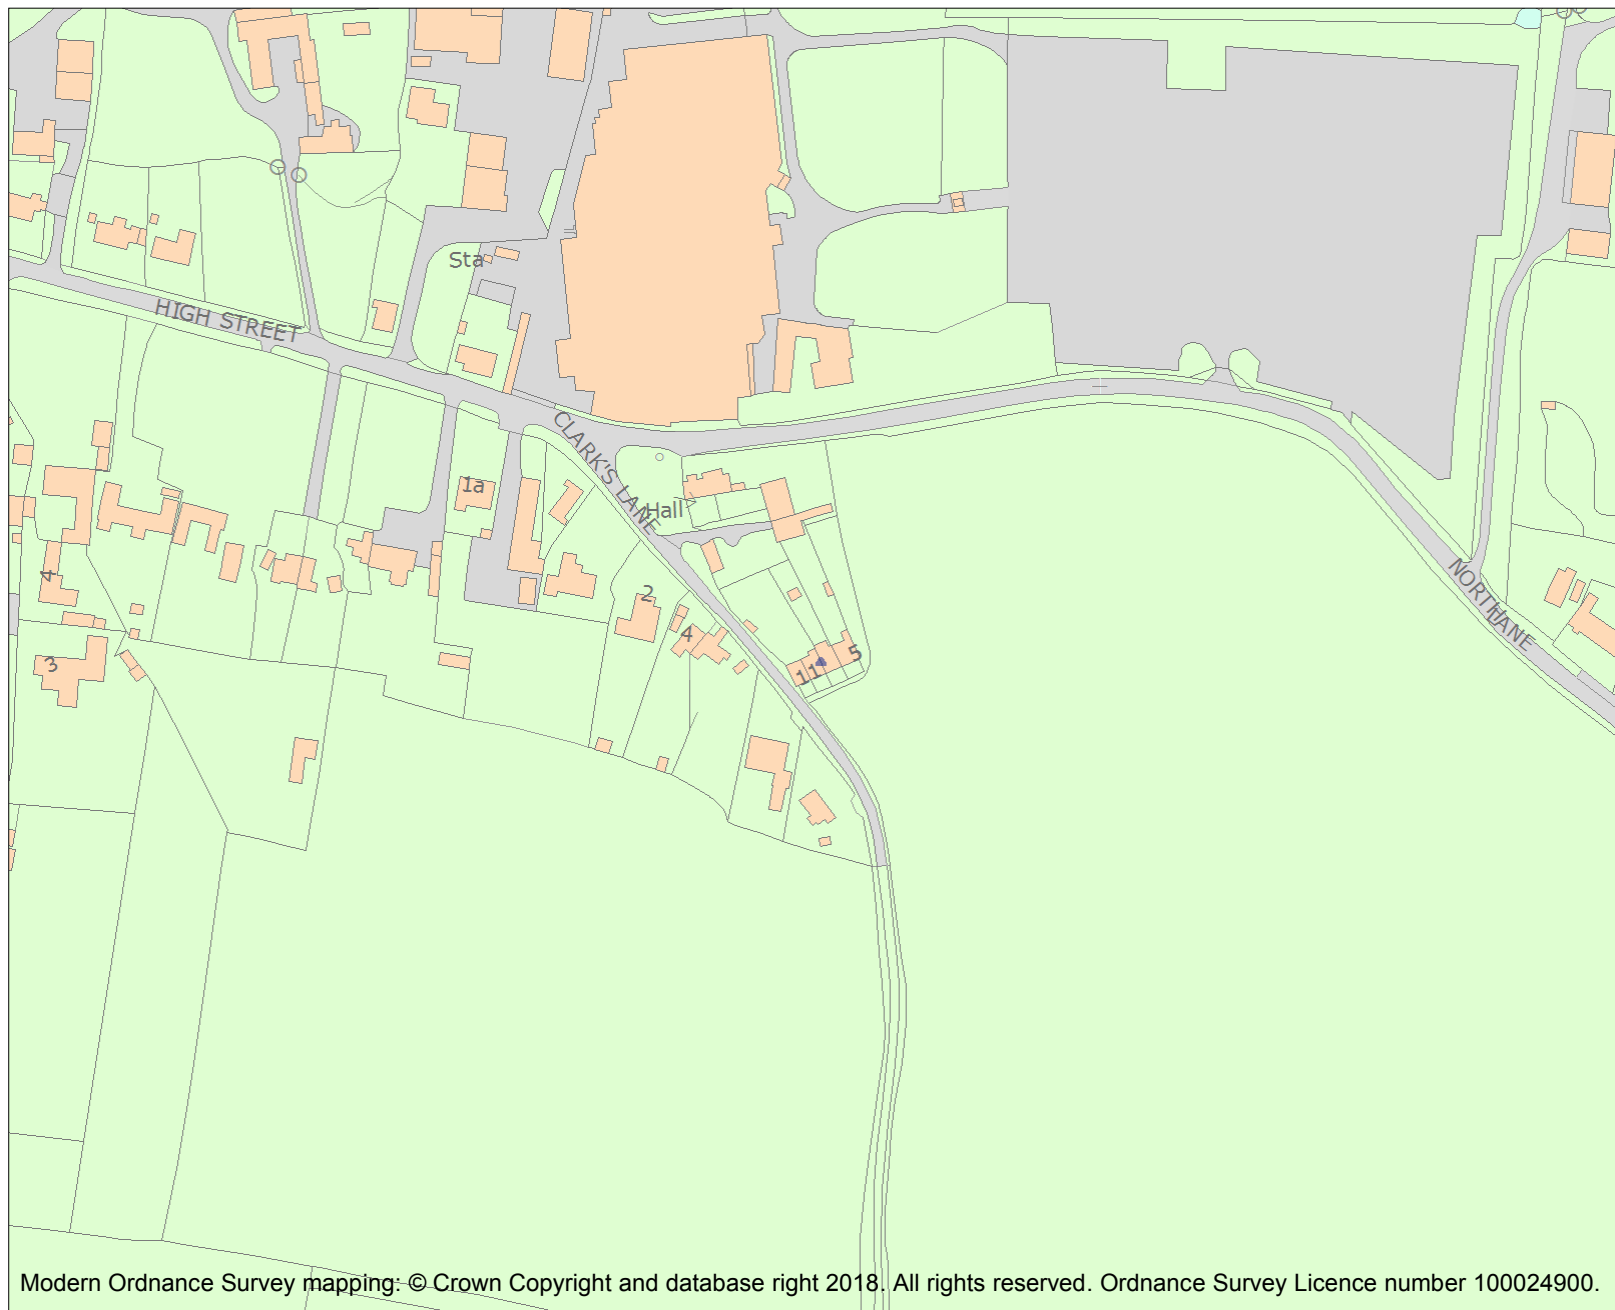 Sta
HIGH STREET
CLARK'S LANE
1a
Hall
4
2
4
3
11
5
NORTH LANE
Modern Ordnance Survey mapping: © Crown Copyright and database right 2018. All rights reserved. Ordnance Survey Licence number 100024900.